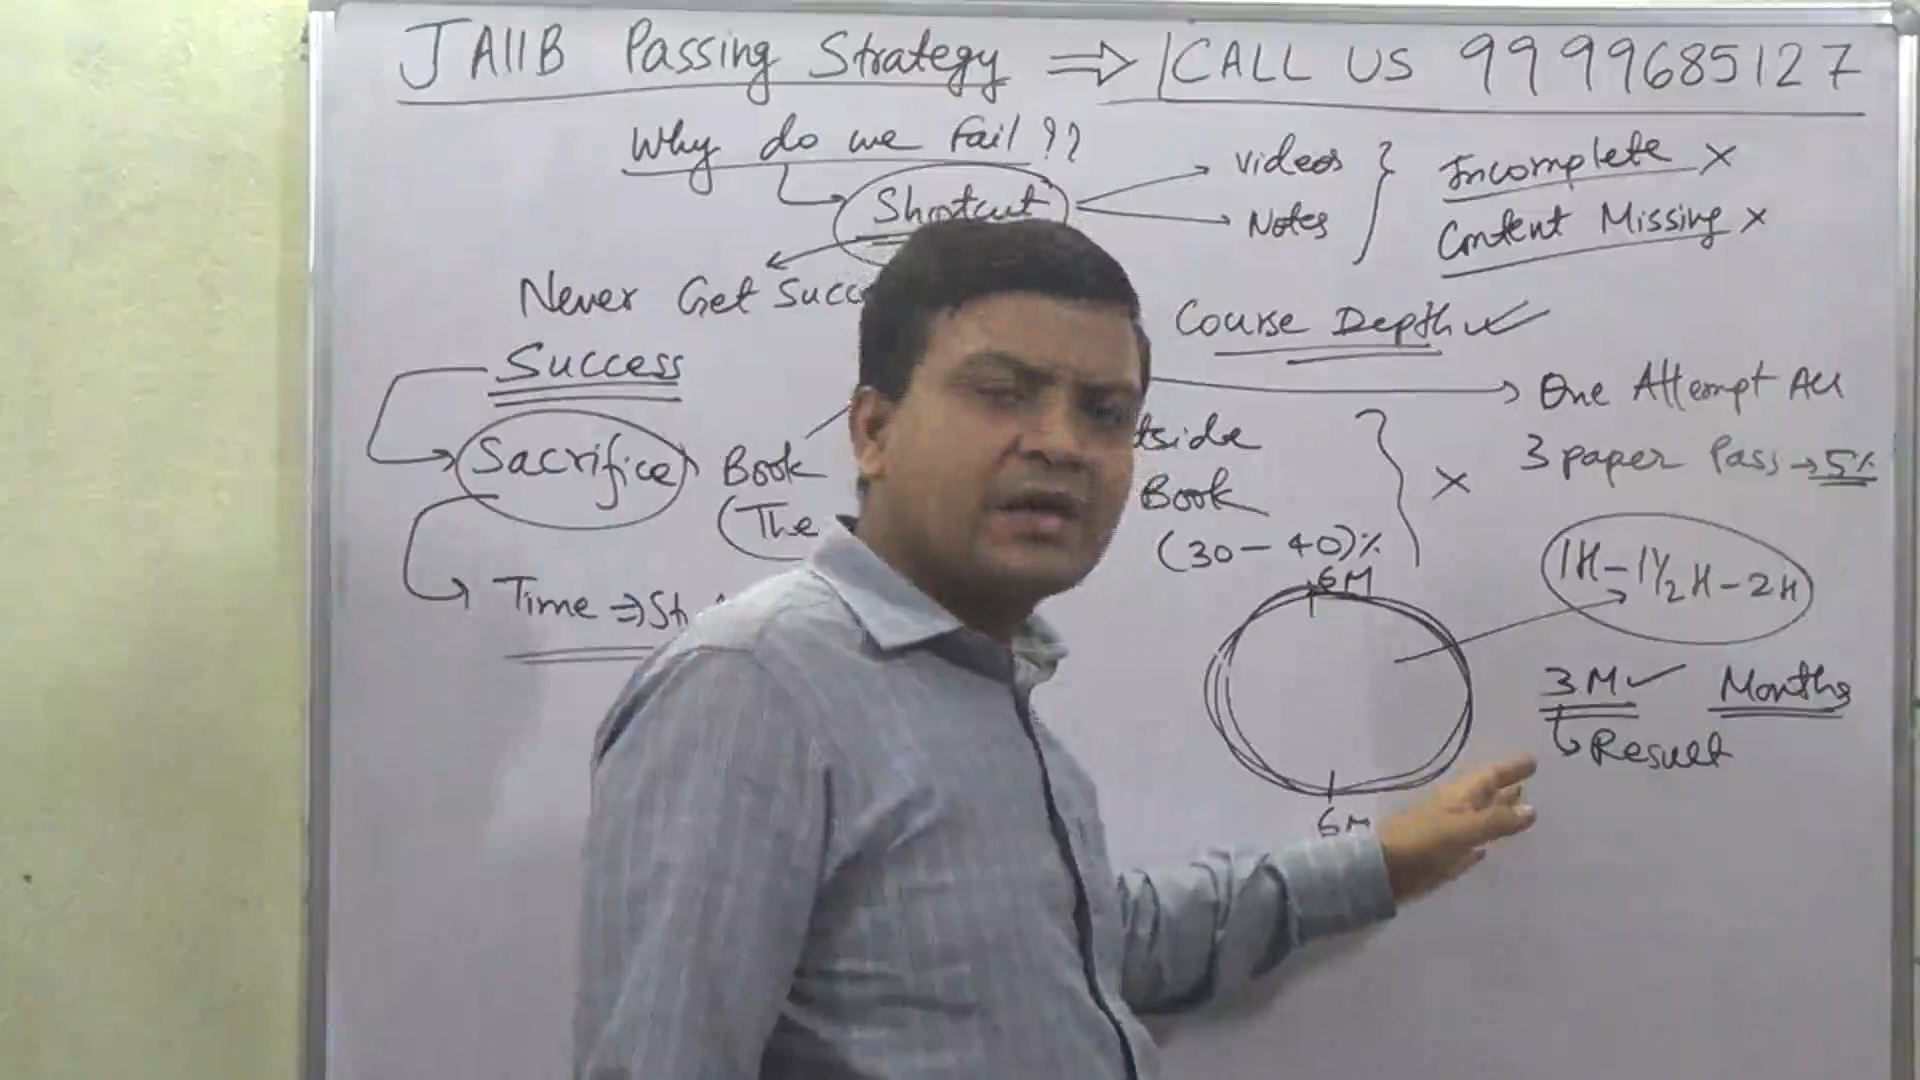 JAIIB Passing Strategy ⇒ CALL US 9999685127
Why do we fail ??
Shortcut
Videos
Notes
Incomplete ×
Content Missing ×
Never Get Succ
Course Depth ✓
Success
One Attempt All
3 paper Pass → 5%
Sacrifice
Book
(The
tside
Book
(30 – 40)%
×
Time ⇒ St
6M
6M
1H – 1½H – 2H
3M ✓ Months
Result